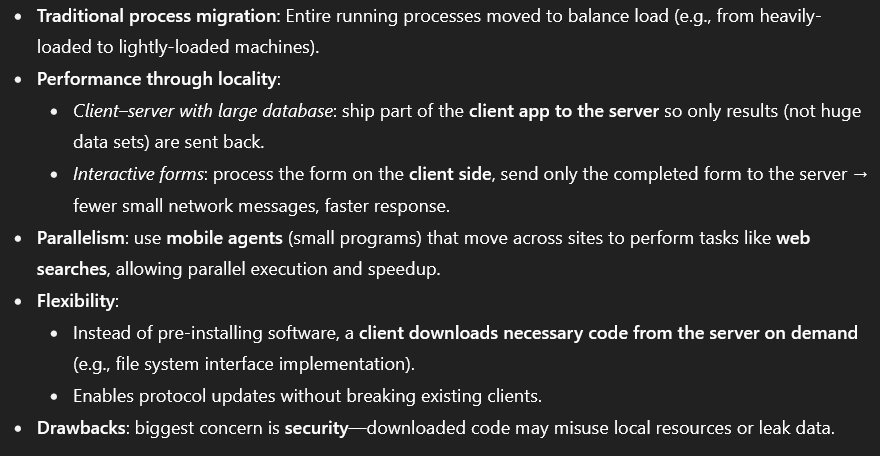 • Traditional process migration: Entire running processes moved to balance load (e.g., from heavily-
loaded to lightly-loaded machines).
• Performance through locality:
• Client–server with large database: ship part of the client app to the server so only results (not huge
data sets) are sent back.
• Interactive forms: process the form on the client side, send only the completed form to the server →
fewer small network messages, faster response.
• Parallelism: use mobile agents (small programs) that move across sites to perform tasks like web
searches, allowing parallel execution and speedup.
• Flexibility:
• Instead of pre-installing software, a client downloads necessary code from the server on demand
(e.g., file system interface implementation).
• Enables protocol updates without breaking existing clients.
• Drawbacks: biggest concern is security—downloaded code may misuse local resources or leak data.